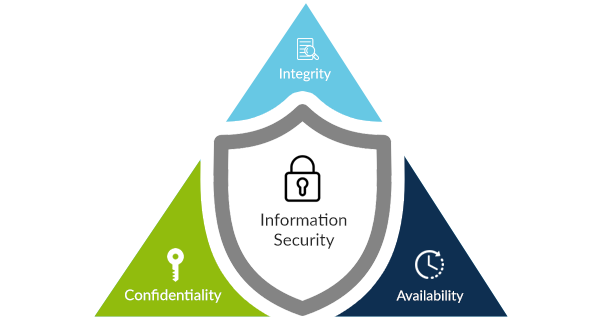 Integrity
Information
Security
Confidentiality
Availability